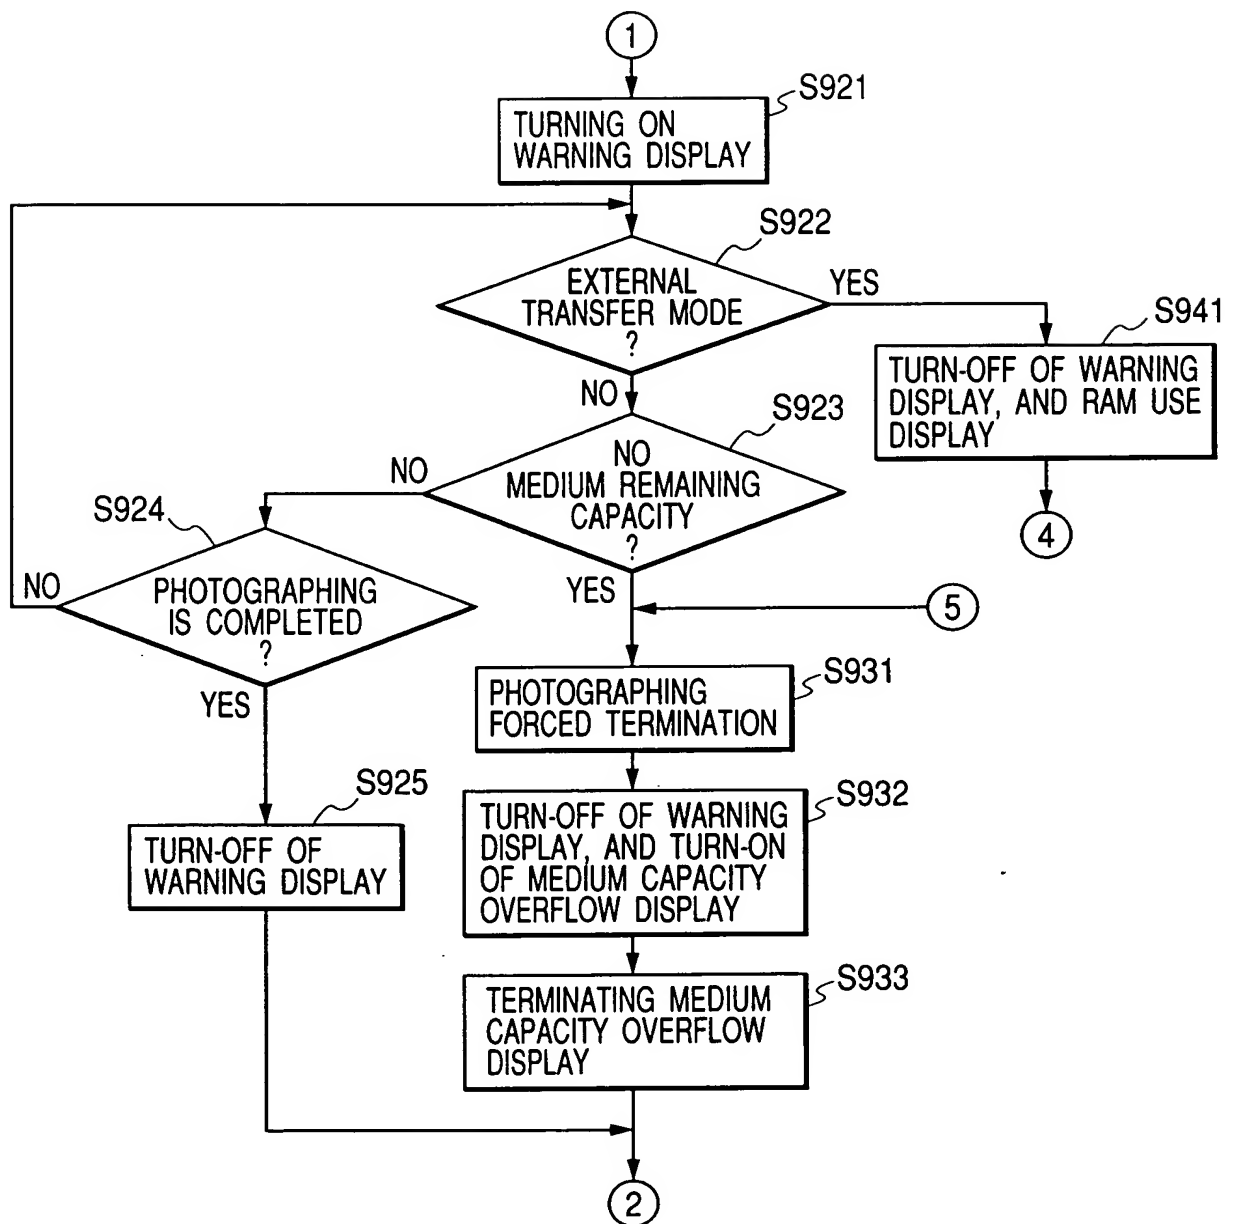 1
S921
TURNING ON
WARNING DISPLAY
S922
EXTERNAL
TRANSFER MODE
?
YES
S941
TURN-OFF OF WARNING
DISPLAY, AND RAM USE
DISPLAY
4
NO
S923
NO
MEDIUM REMAINING
CAPACITY
?
NO
S924
PHOTOGRAPHING
IS COMPLETED
?
NO
YES
5
S931
PHOTOGRAPHING
FORCED TERMINATION
YES
S925
TURN-OFF OF
WARNING DISPLAY
S932
TURN-OFF OF WARNING
DISPLAY, AND TURN-ON
OF MEDIUM CAPACITY
OVERFLOW DISPLAY
S933
TERMINATING MEDIUM
CAPACITY OVERFLOW
DISPLAY
2